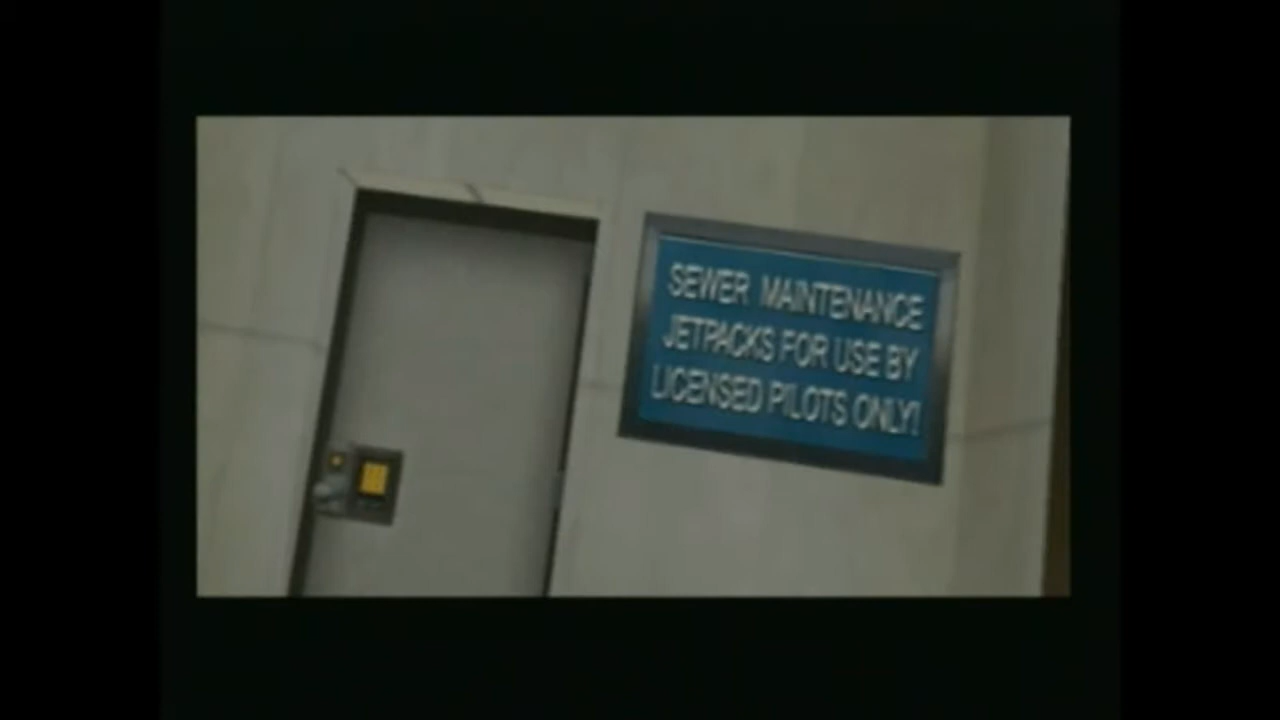 SEWER MAINTENANCE
JETPACKS FOR USE BY
LICENSED PILOTS ONLY!